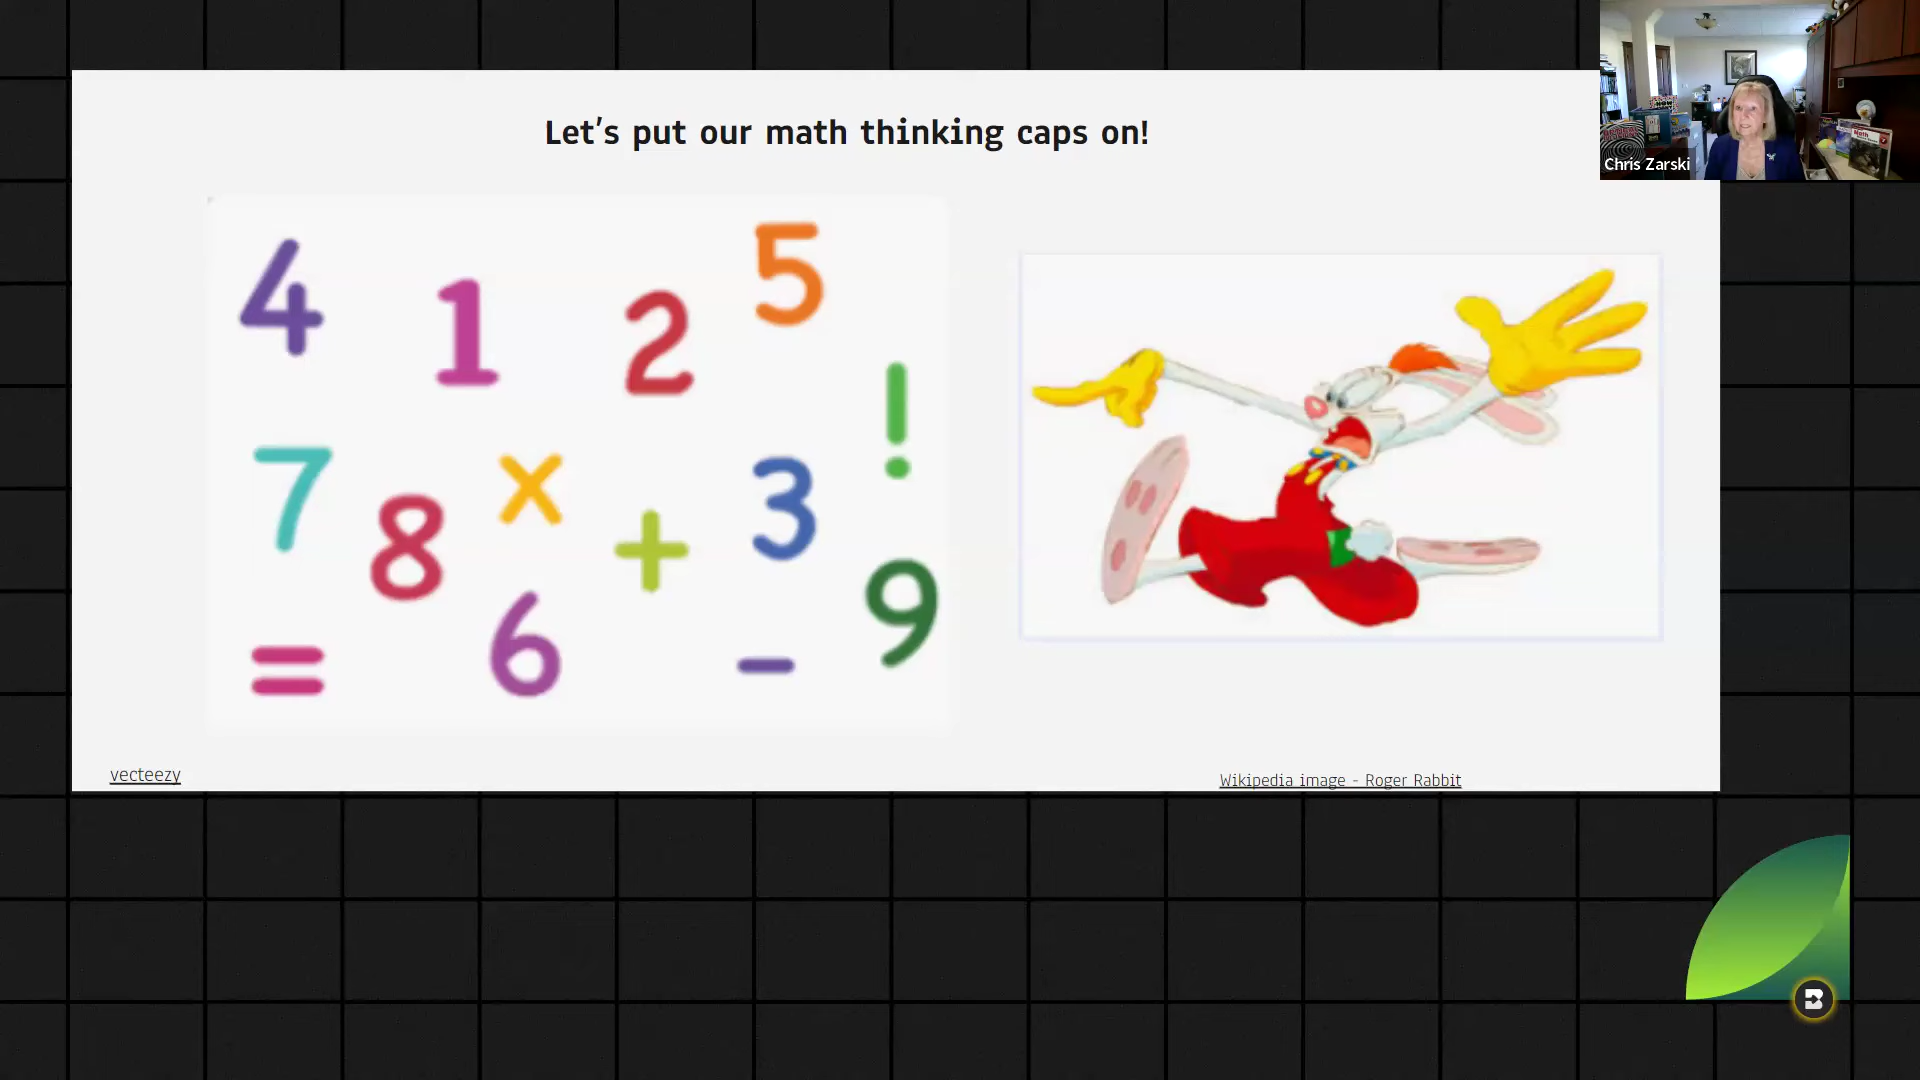 Let's put our math thinking caps on!
Chris Zarski
4 1 2 5
!
7 8 x + 3
9
= 6 -
vecteezy
Wikipedia image - Roger Rabbit